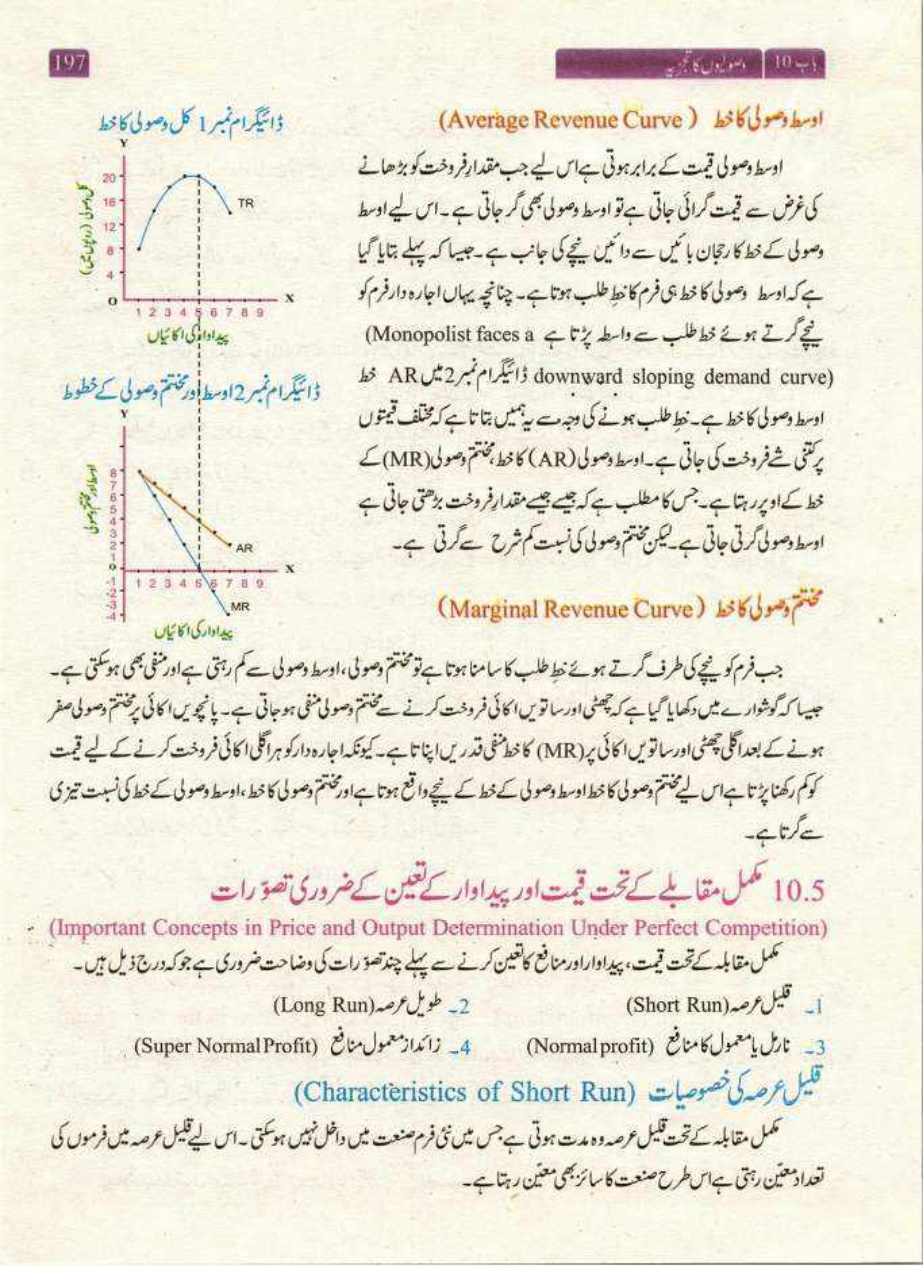 197
باب 10 وصولیوں کا تجزیہ
اوسط وصولی کا خط (Average Revenue Curve)
اوسط وصولی قیمت کے برابر ہوتی ہے اس لیے جب مقدارِ فروخت کو بڑھانے
کی غرض سے قیمت گرائی جاتی ہے تو اوسط وصولی بھی گر جاتی ہے۔ اس لیے اوسط
وصولی کے خط کا رجحان بائیں سے دائیں نیچے کی جانب ہے۔ جیسا کہ پہلے بتایا گیا
ہے کہ اوسط وصولی کا خط ہی فرم کا خطِ طلب ہوتا ہے۔ چنانچہ یہاں اجارہ دار فرم کو
نیچے گرتے ہوئے خط طلب سے واسطہ پڑتا ہے (Monopolist faces a
downward sloping demand curve) ڈائیگرام نمبر 2 میں AR خط
اوسط وصولی کا خط ہے۔ خطِ طلب ہونے کی وجہ سے یہ ہمیں بتاتا ہے کہ مختلف قیمتوں
پر کتنی شے فروخت کی جاتی ہے۔ اوسط وصولی (AR) کا خط، مختتم وصولی (MR) کے
خط کے اوپر رہتا ہے۔ جس کا مطلب ہے کہ جیسے جیسے مقدارِ فروخت بڑھتی جاتی ہے
اوسط وصولی گرتی جاتی ہے۔ لیکن مختتم وصولی کی نسبت کم شرح سے گرتی ہے۔
ڈائیگرام نمبر 1 کل وصولی کا خط
Y
کل وصولی (روپوں میں)
20
16
12
8
4
O
TR
X
1 2 3 4 5 6 7 8 9
پیداوار کی اکائیاں
ڈائیگرام نمبر 2 اوسط اور مختتم وصولی کے خطوط
Y
اوسط اور مختتم وصولی
8
7
6
5
4
3
2
1
0
-1
-2
-3
-4
AR
X
1 2 3 4 5 6 7 8 9
MR
پیداوار کی اکائیاں
مختتم وصولی کا خط (Marginal Revenue Curve)
جب فرم کو نیچے کی طرف گرتے ہوئے خطِ طلب کا سامنا ہوتا ہے تو مختتم وصولی، اوسط وصولی سے کم رہتی ہے اور منفی بھی ہو سکتی ہے۔
جیسا کہ گوشوارے میں دکھایا گیا ہے کہ چھٹی اور ساتویں اکائی فروخت کرنے سے مختتم وصولی منفی ہو جاتی ہے۔ پانچویں اکائی پر مختتم وصولی صفر
ہونے کے بعد اگلی چھٹی اور ساتویں اکائی پر (MR) کا خط منفی قدریں اپناتا ہے۔ کیونکہ اجارہ دار کو ہر اگلی اکائی فروخت کرنے کے لیے قیمت
کو کم رکھنا پڑتا ہے اس لیے مختتم وصولی کا خط اوسط وصولی کے خط کے نیچے واقع ہوتا ہے اور مختتم وصولی کا خط، اوسط وصولی کے خط کی نسبت تیزی
سے گرتا ہے۔
10.5 مکمل مقابلے کے تحت قیمت اور پیداوار کے تعین کے ضروری تصوّرات
(Important Concepts in Price and Output Determination Under Perfect Competition)
مکمل مقابلہ کے تحت قیمت، پیداوار اور منافع کا تعین کرنے سے پہلے چند تصوّرات کی وضاحت ضروری ہے جو کہ درج ذیل ہیں۔
1۔ قلیل عرصہ (Short Run) 2۔ طویل عرصہ (Long Run)
3۔ نارمل یا معمول کا منافع (Normal profit) 4۔ زائد از معمول منافع (Super Normal Profit)
قلیل عرصہ کی خصوصیات (Characteristics of Short Run)
مکمل مقابلہ کے تحت قلیل عرصہ وہ مدت ہوتی ہے جس میں نئی فرم صنعت میں داخل نہیں ہو سکتی۔ اس لیے قلیل عرصہ میں فرموں کی
تعداد معیّن رہتی ہے اس طرح صنعت کا سائز بھی معیّن رہتا ہے۔